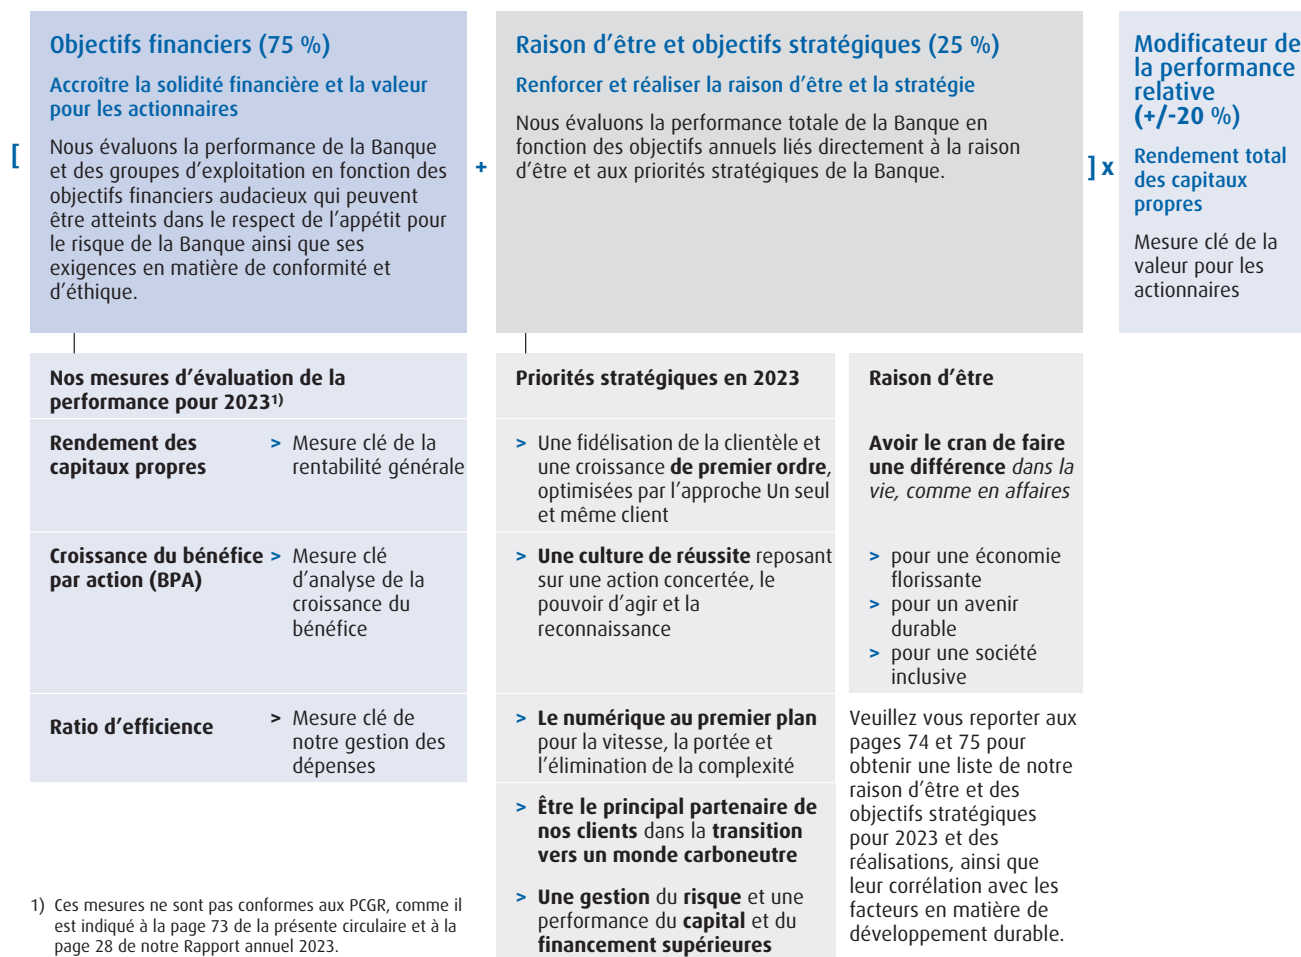 Objectifs financiers (75 %)
Accroître la solidité financière et la valeur
pour les actionnaires
[
Nous évaluons la performance de la Banque
et des groupes d'exploitation en fonction des
objectifs financiers audacieux qui peuvent
être atteints dans le respect de l'appétit pour
le risque de la Banque ainsi que ses
exigences en matière de conformité et
d'éthique.
+
Raison d'être et objectifs stratégiques (25 %)
Renforcer et réaliser la raison d'être et la stratégie
Nous évaluons la performance totale de la Banque en
fonction des objectifs annuels liés directement à la raison
d'être et aux priorités stratégiques de la Banque.
] x
Modificateur de
la performance
relative
(+/-20 %)
Rendement total
des capitaux
propres
Mesure clé de la
valeur pour les
actionnaires
Nos mesures d'évaluation de la
performance pour 2023¹⁾
Rendement des
capitaux propres
> Mesure clé de la
rentabilité générale
Croissance du bénéfice
par action (BPA)
> Mesure clé
d'analyse de la
croissance du
bénéfice
Ratio d'efficience
> Mesure clé de
notre gestion des
dépenses
1) Ces mesures ne sont pas conformes aux PCGR, comme il
est indiqué à la page 73 de la présente circulaire et à la
page 28 de notre Rapport annuel 2023.
Priorités stratégiques en 2023
> Une fidélisation de la clientèle et
une croissance de premier ordre,
optimisées par l'approche Un seul
et même client
> Une culture de réussite reposant
sur une action concertée, le
pouvoir d'agir et la
reconnaissance
> Le numérique au premier plan
pour la vitesse, la portée et
l'élimination de la complexité
> Être le principal partenaire de
nos clients dans la transition
vers un monde carboneutre
> Une gestion du risque et une
performance du capital et du
financement supérieures
Raison d'être
Avoir le cran de faire
une différence dans la
vie, comme en affaires
> pour une économie
florissante
> pour un avenir
durable
> pour une société
inclusive
Veuillez vous reporter aux
pages 74 et 75 pour
obtenir une liste de notre
raison d'être et des
objectifs stratégiques
pour 2023 et des
réalisations, ainsi que
leur corrélation avec les
facteurs en matière de
développement durable.